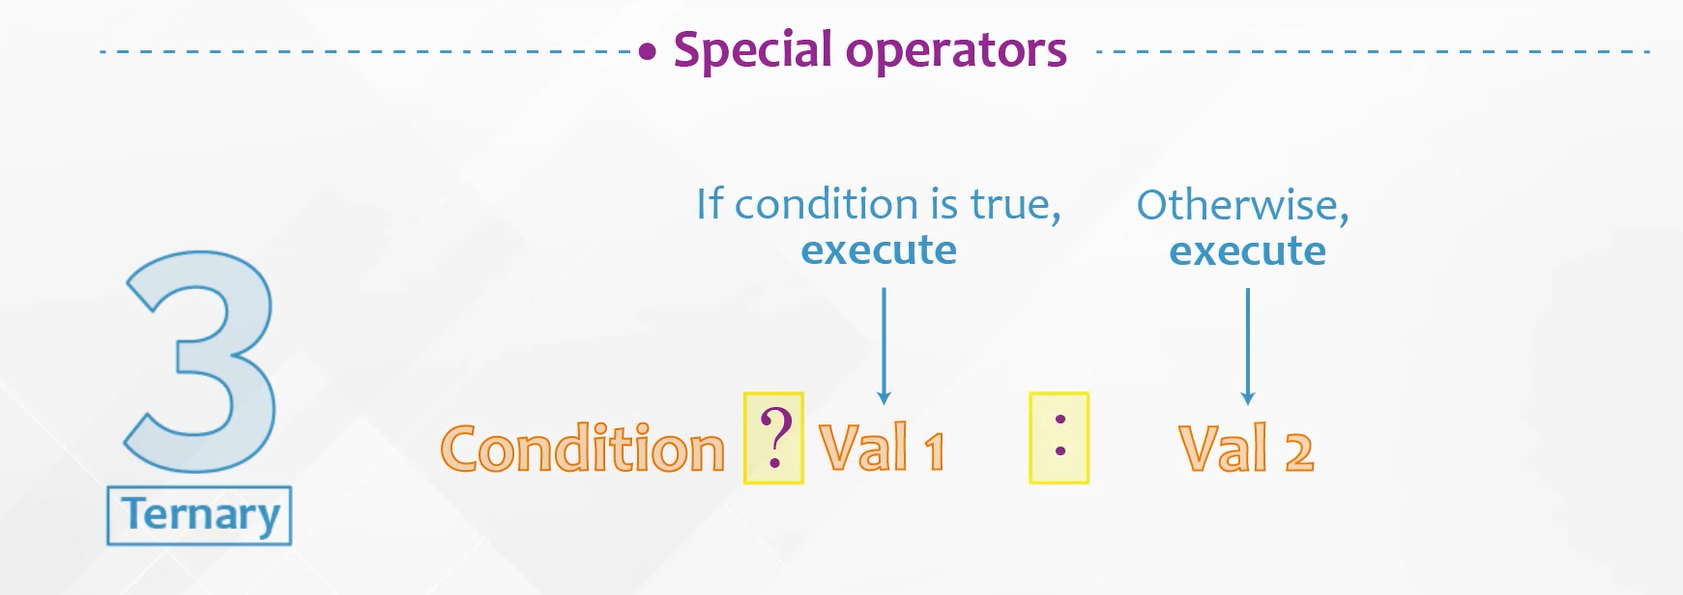 • Special operators
If condition is true,
execute
Otherwise,
execute
3
Ternary
Condition ? Val 1 : Val 2